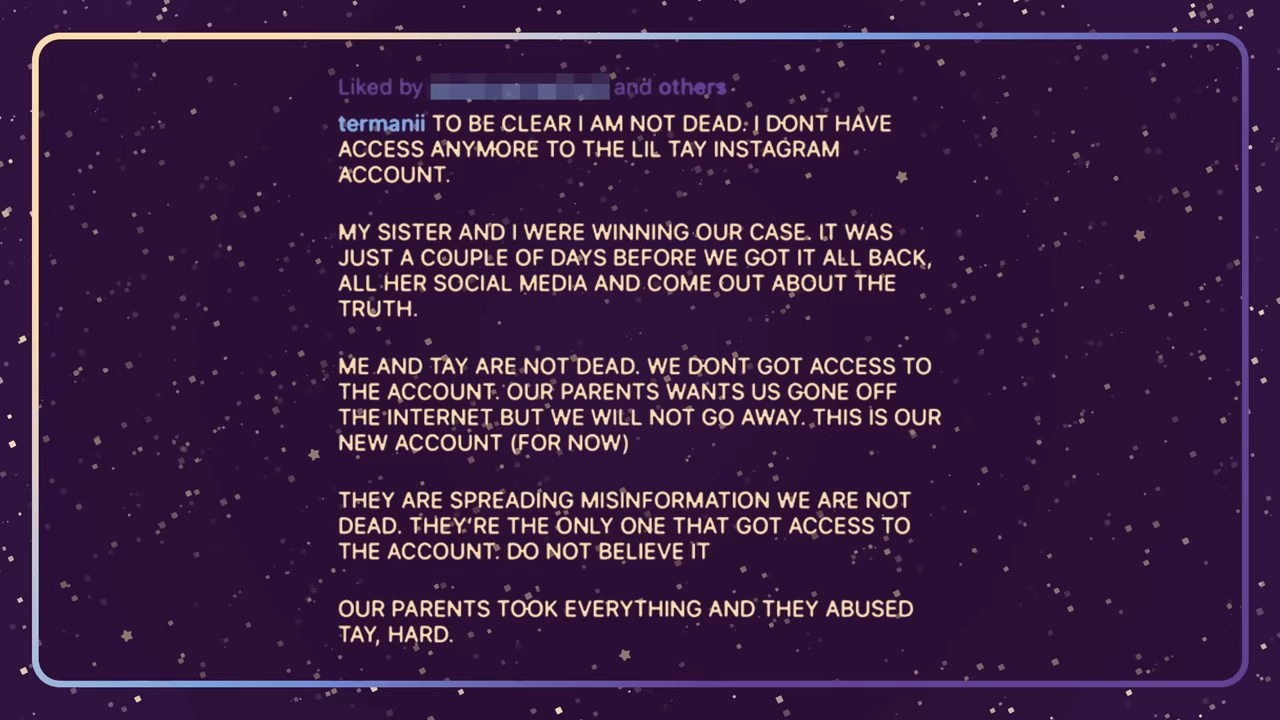 Liked by and others
termanii TO BE CLEAR I AM NOT DEAD. I DONT HAVE
ACCESS ANYMORE TO THE LIL TAY INSTAGRAM
ACCOUNT.
MY SISTER AND I WERE WINNING OUR CASE. IT WAS
JUST A COUPLE OF DAYS BEFORE WE GOT IT ALL BACK,
ALL HER SOCIAL MEDIA AND COME OUT ABOUT THE
TRUTH.
ME AND TAY ARE NOT DEAD. WE DONT GOT ACCESS TO
THE ACCOUNT. OUR PARENTS WANTS US GONE OFF
THE INTERNET BUT WE WILL NOT GO AWAY. THIS IS OUR
NEW ACCOUNT (FOR NOW)
THEY ARE SPREADING MISINFORMATION WE ARE NOT
DEAD. THEY'RE THE ONLY ONE THAT GOT ACCESS TO
THE ACCOUNT. DO NOT BELIEVE IT
OUR PARENTS TOOK EVERYTHING AND THEY ABUSED
TAY, HARD.